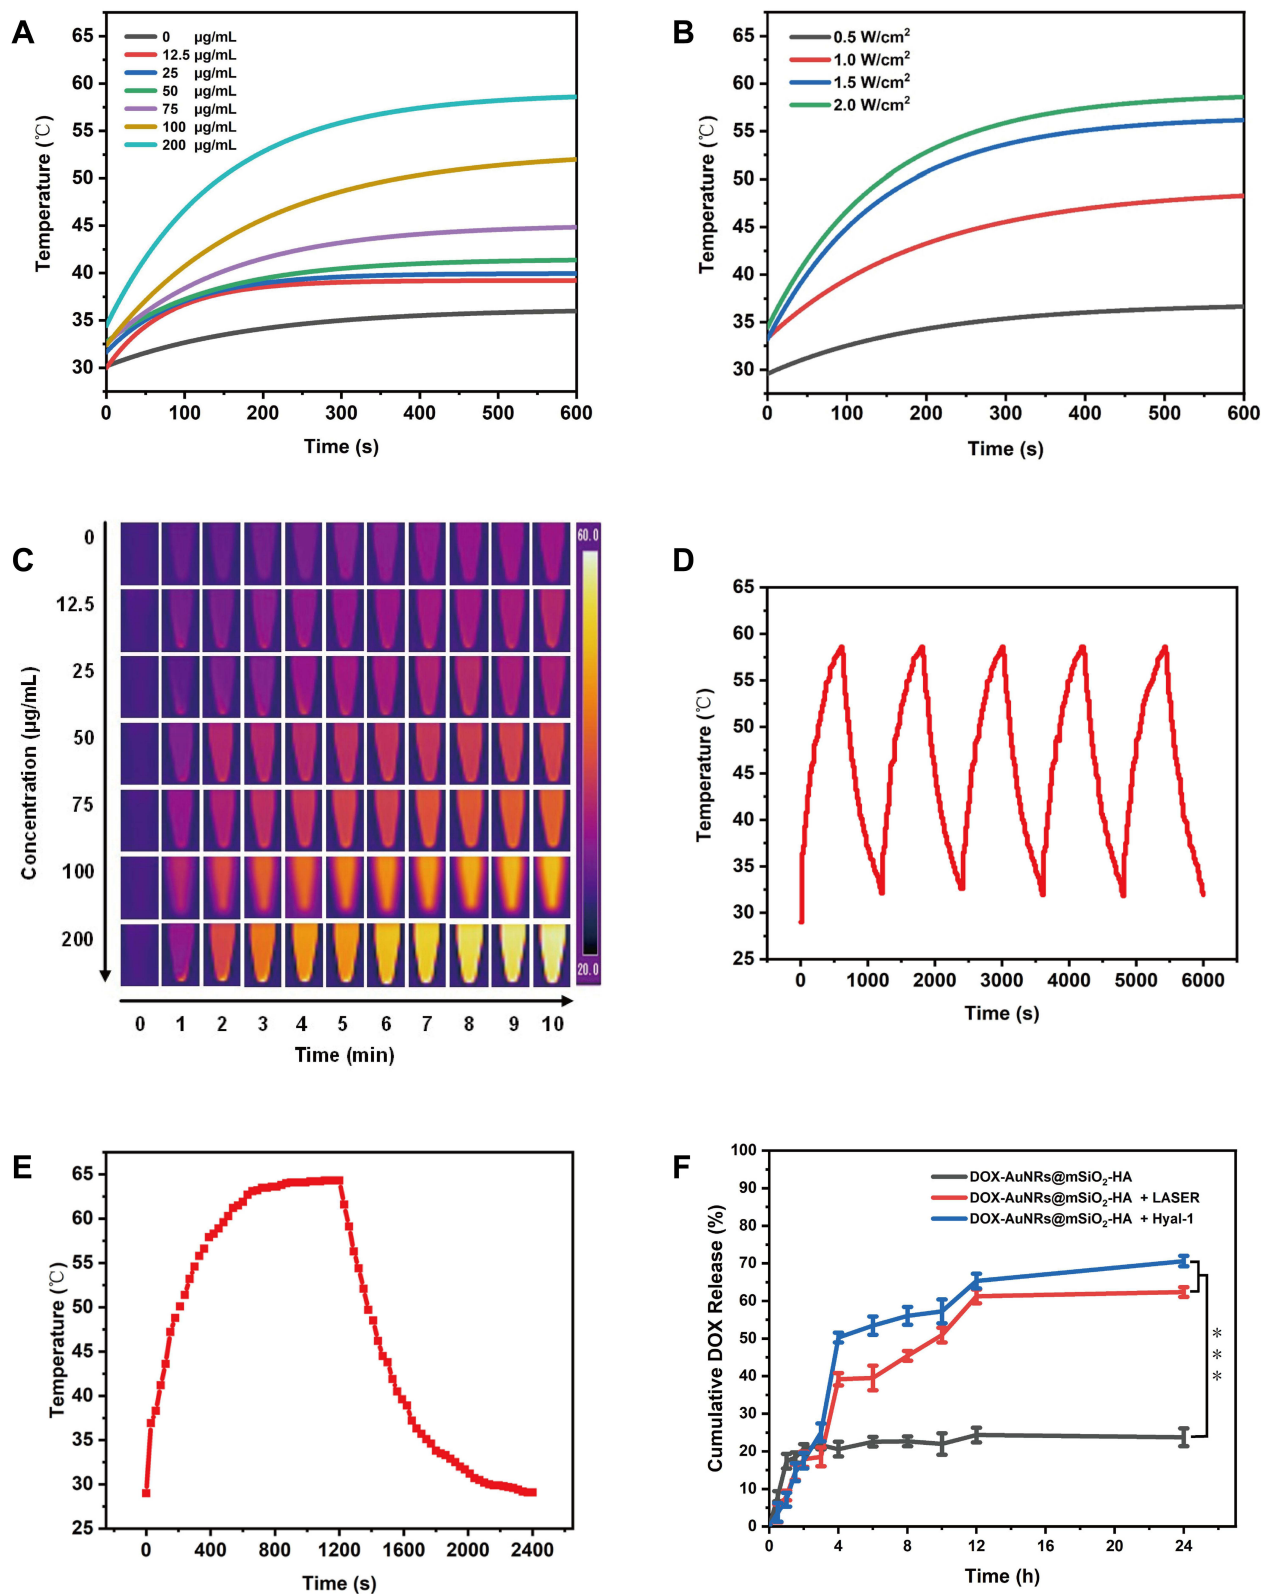 A
65
60
55
50
45
40
35
30
0 100 200 300 400 500 600
Temperature (℃)
Time (s)
0 µg/mL
12.5 µg/mL
25 µg/mL
50 µg/mL
75 µg/mL
100 µg/mL
200 µg/mL
B
65
60
55
50
45
40
35
30
0 100 200 300 400 500 600
Temperature (℃)
Time (s)
0.5 W/cm²
1.0 W/cm²
1.5 W/cm²
2.0 W/cm²
C
Concentration (µg/mL)
0
12.5
25
50
75
100
200
60.0
20.0
0 1 2 3 4 5 6 7 8 9 10
Time (min)
D
65
60
55
50
45
40
35
30
25
0 1000 2000 3000 4000 5000 6000
Temperature (℃)
Time (s)
E
65
60
55
50
45
40
35
30
25
0 400 800 1200 1600 2000 2400
Temperature (℃)
Time (s)
F
100
90
80
70
60
50
40
30
20
10
0
0 4 8 12 16 20 24
Cumulative DOX Release (%)
Time (h)
DOX-AuNRs@mSiO₂-HA
DOX-AuNRs@mSiO₂-HA + LASER
DOX-AuNRs@mSiO₂-HA + Hyal-1
***